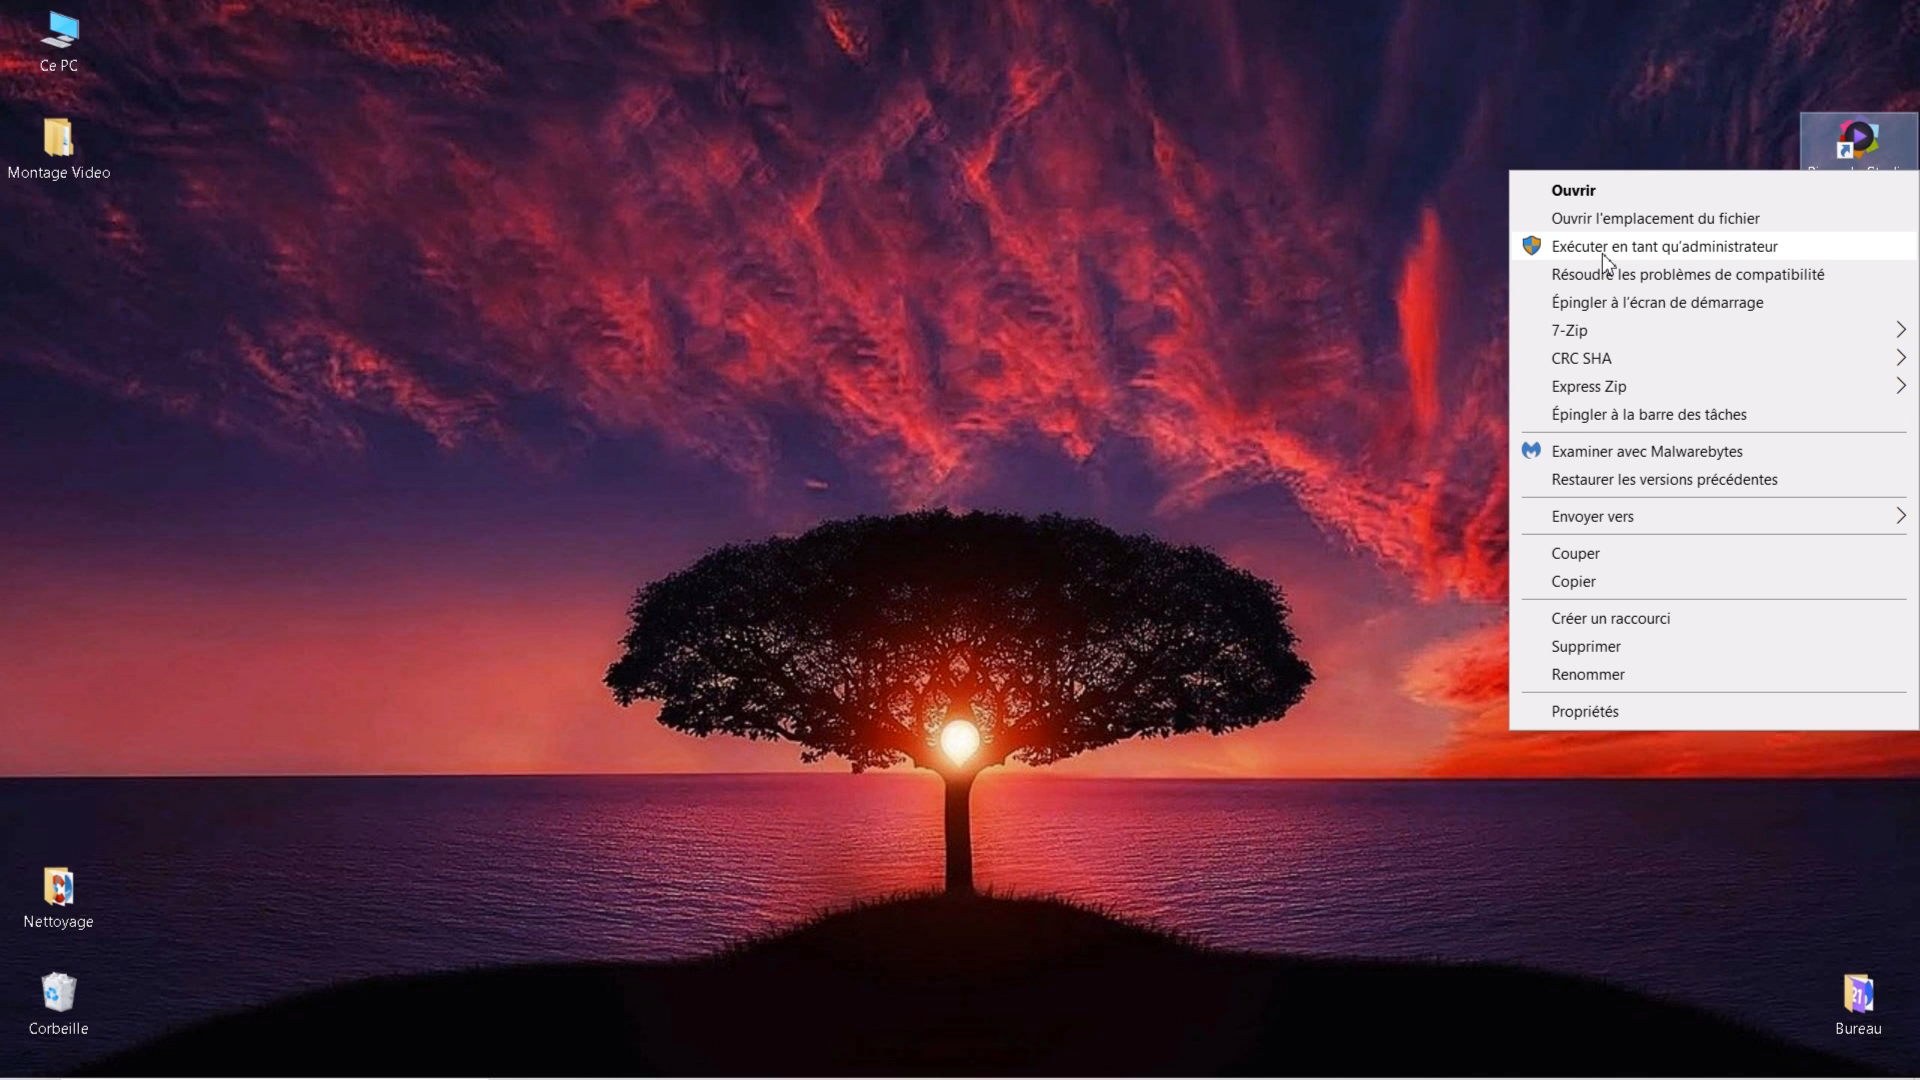 Ce PC
Montage Video
Ouvrir
Ouvrir l'emplacement du fichier
Exécuter en tant qu'administrateur
Résoudre les problèmes de compatibilité
Épingler à l'écran de démarrage
7-Zip
CRC SHA
Express Zip
Épingler à la barre des tâches
Examiner avec Malwarebytes
Restaurer les versions précédentes
Envoyer vers
Couper
Copier
Créer un raccourci
Supprimer
Renommer
Propriétés
Nettoyage
Corbeille
21
Bureau